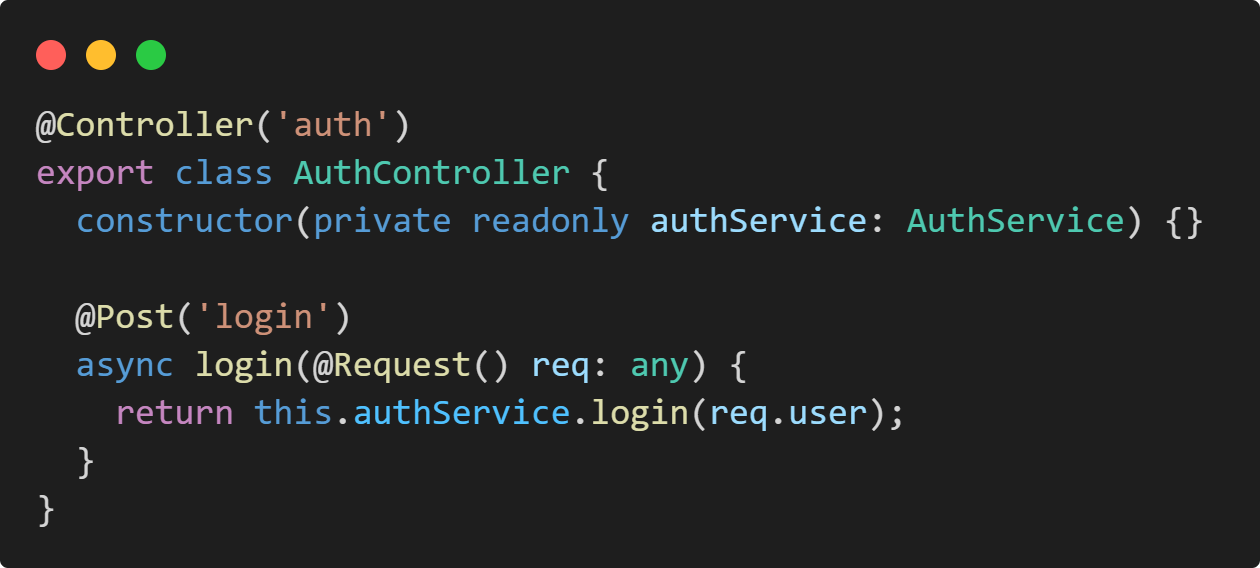 @Controller('auth')
export class AuthController {
  constructor(private readonly authService: AuthService) {}

  @Post('login')
  async login(@Request() req: any) {
    return this.authService.login(req.user);
  }
}